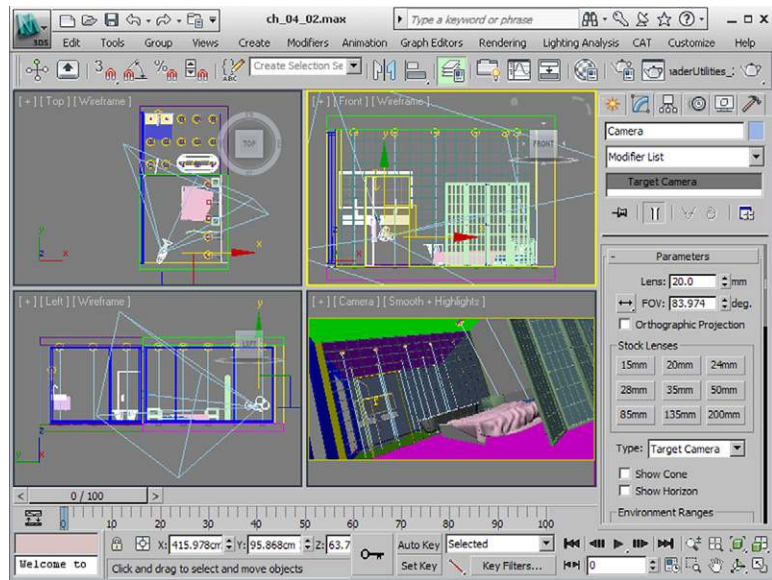 ch_04_02.max
Type a keyword or phrase
3DS
Edit Tools Group Views Create Modifiers Animation Graph Editors Rendering Lighting Analysis CAT Customize Help
3 % ABC Create Selection Se
[ + ] [ Top ] [ Wireframe ]
TOP
x
y
z x
[ + ] [ Front ] [ Wireframe ]
FRONT
y
x
z
x
[ + ] [ Left ] [ Wireframe ]
LEFT
y
z
y x
[ + ] [ Camera ] [ Smooth + Highlights ]
Camera
Modifier List
Target Camera
- Parameters
Lens: 20.0 mm
FOV: 83.974 deg.
Orthographic Projection
Stock Lenses
15mm 20mm 24mm
28mm 35mm 50mm
85mm 135mm 200mm
Type: Target Camera
Show Cone
Show Horizon
Environment Ranges
< 0 / 100 >
0 10 20 30 40 50 60 70 80 90 100
X: 415.978cm Y: 95.868cm Z: 63.7
Auto Key Selected
Set Key Key Filters... 0
Welcome to
Click and drag to select and move objects